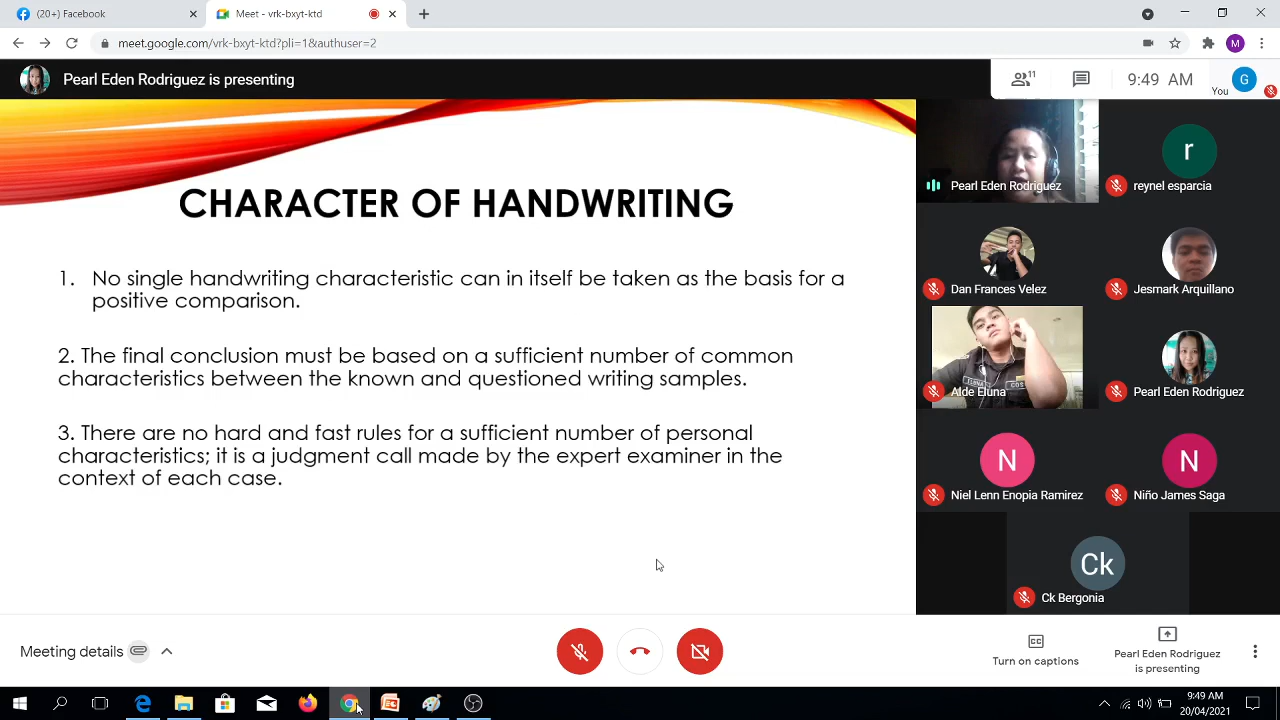 (20+) Facebook
Meet - vrk-bxyt-ktd
meet.google.com/vrk-bxyt-ktd?pli=1&authuser=2
M
Pearl Eden Rodriguez is presenting
11
9:49 AM
You
G
CHARACTER OF HANDWRITING
1. No single handwriting characteristic can in itself be taken as the basis for a
positive comparison.
2. The final conclusion must be based on a sufficient number of common
characteristics between the known and questioned writing samples.
3. There are no hard and fast rules for a sufficient number of personal
characteristics; it is a judgment call made by the expert examiner in the
context of each case.
Pearl Eden Rodriguez
r
reynel esparcia
Dan Frances Velez
Jesmark Arquillano
ELUNA
COS
Alde Eluna
Pearl Eden Rodriguez
N
Niel Lenn Enopia Ramirez
N
Niño James Saga
Ck
Ck Bergonia
Meeting details
CC
Turn on captions
Pearl Eden Rodriguez
is presenting
9:49 AM
20/04/2021